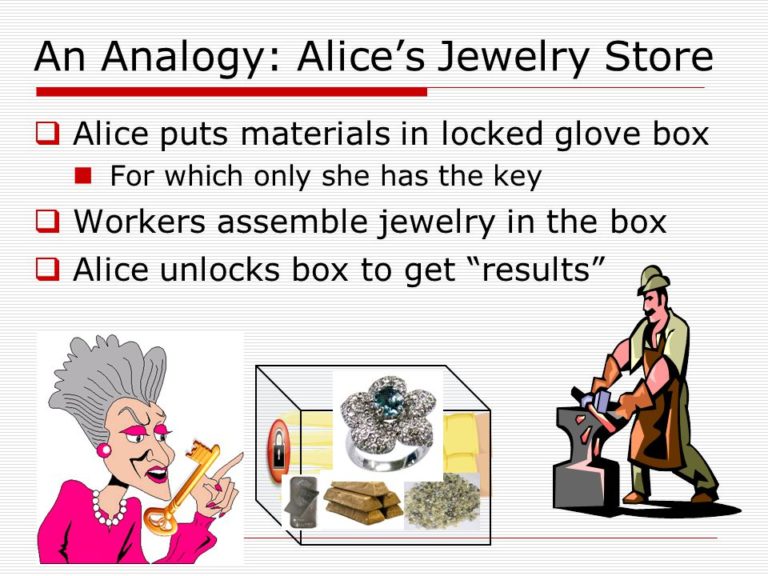 An Analogy: Alice’s Jewelry Store
Alice puts materials in locked glove box
For which only she has the key
Workers assemble jewelry in the box
Alice unlocks box to get “results”